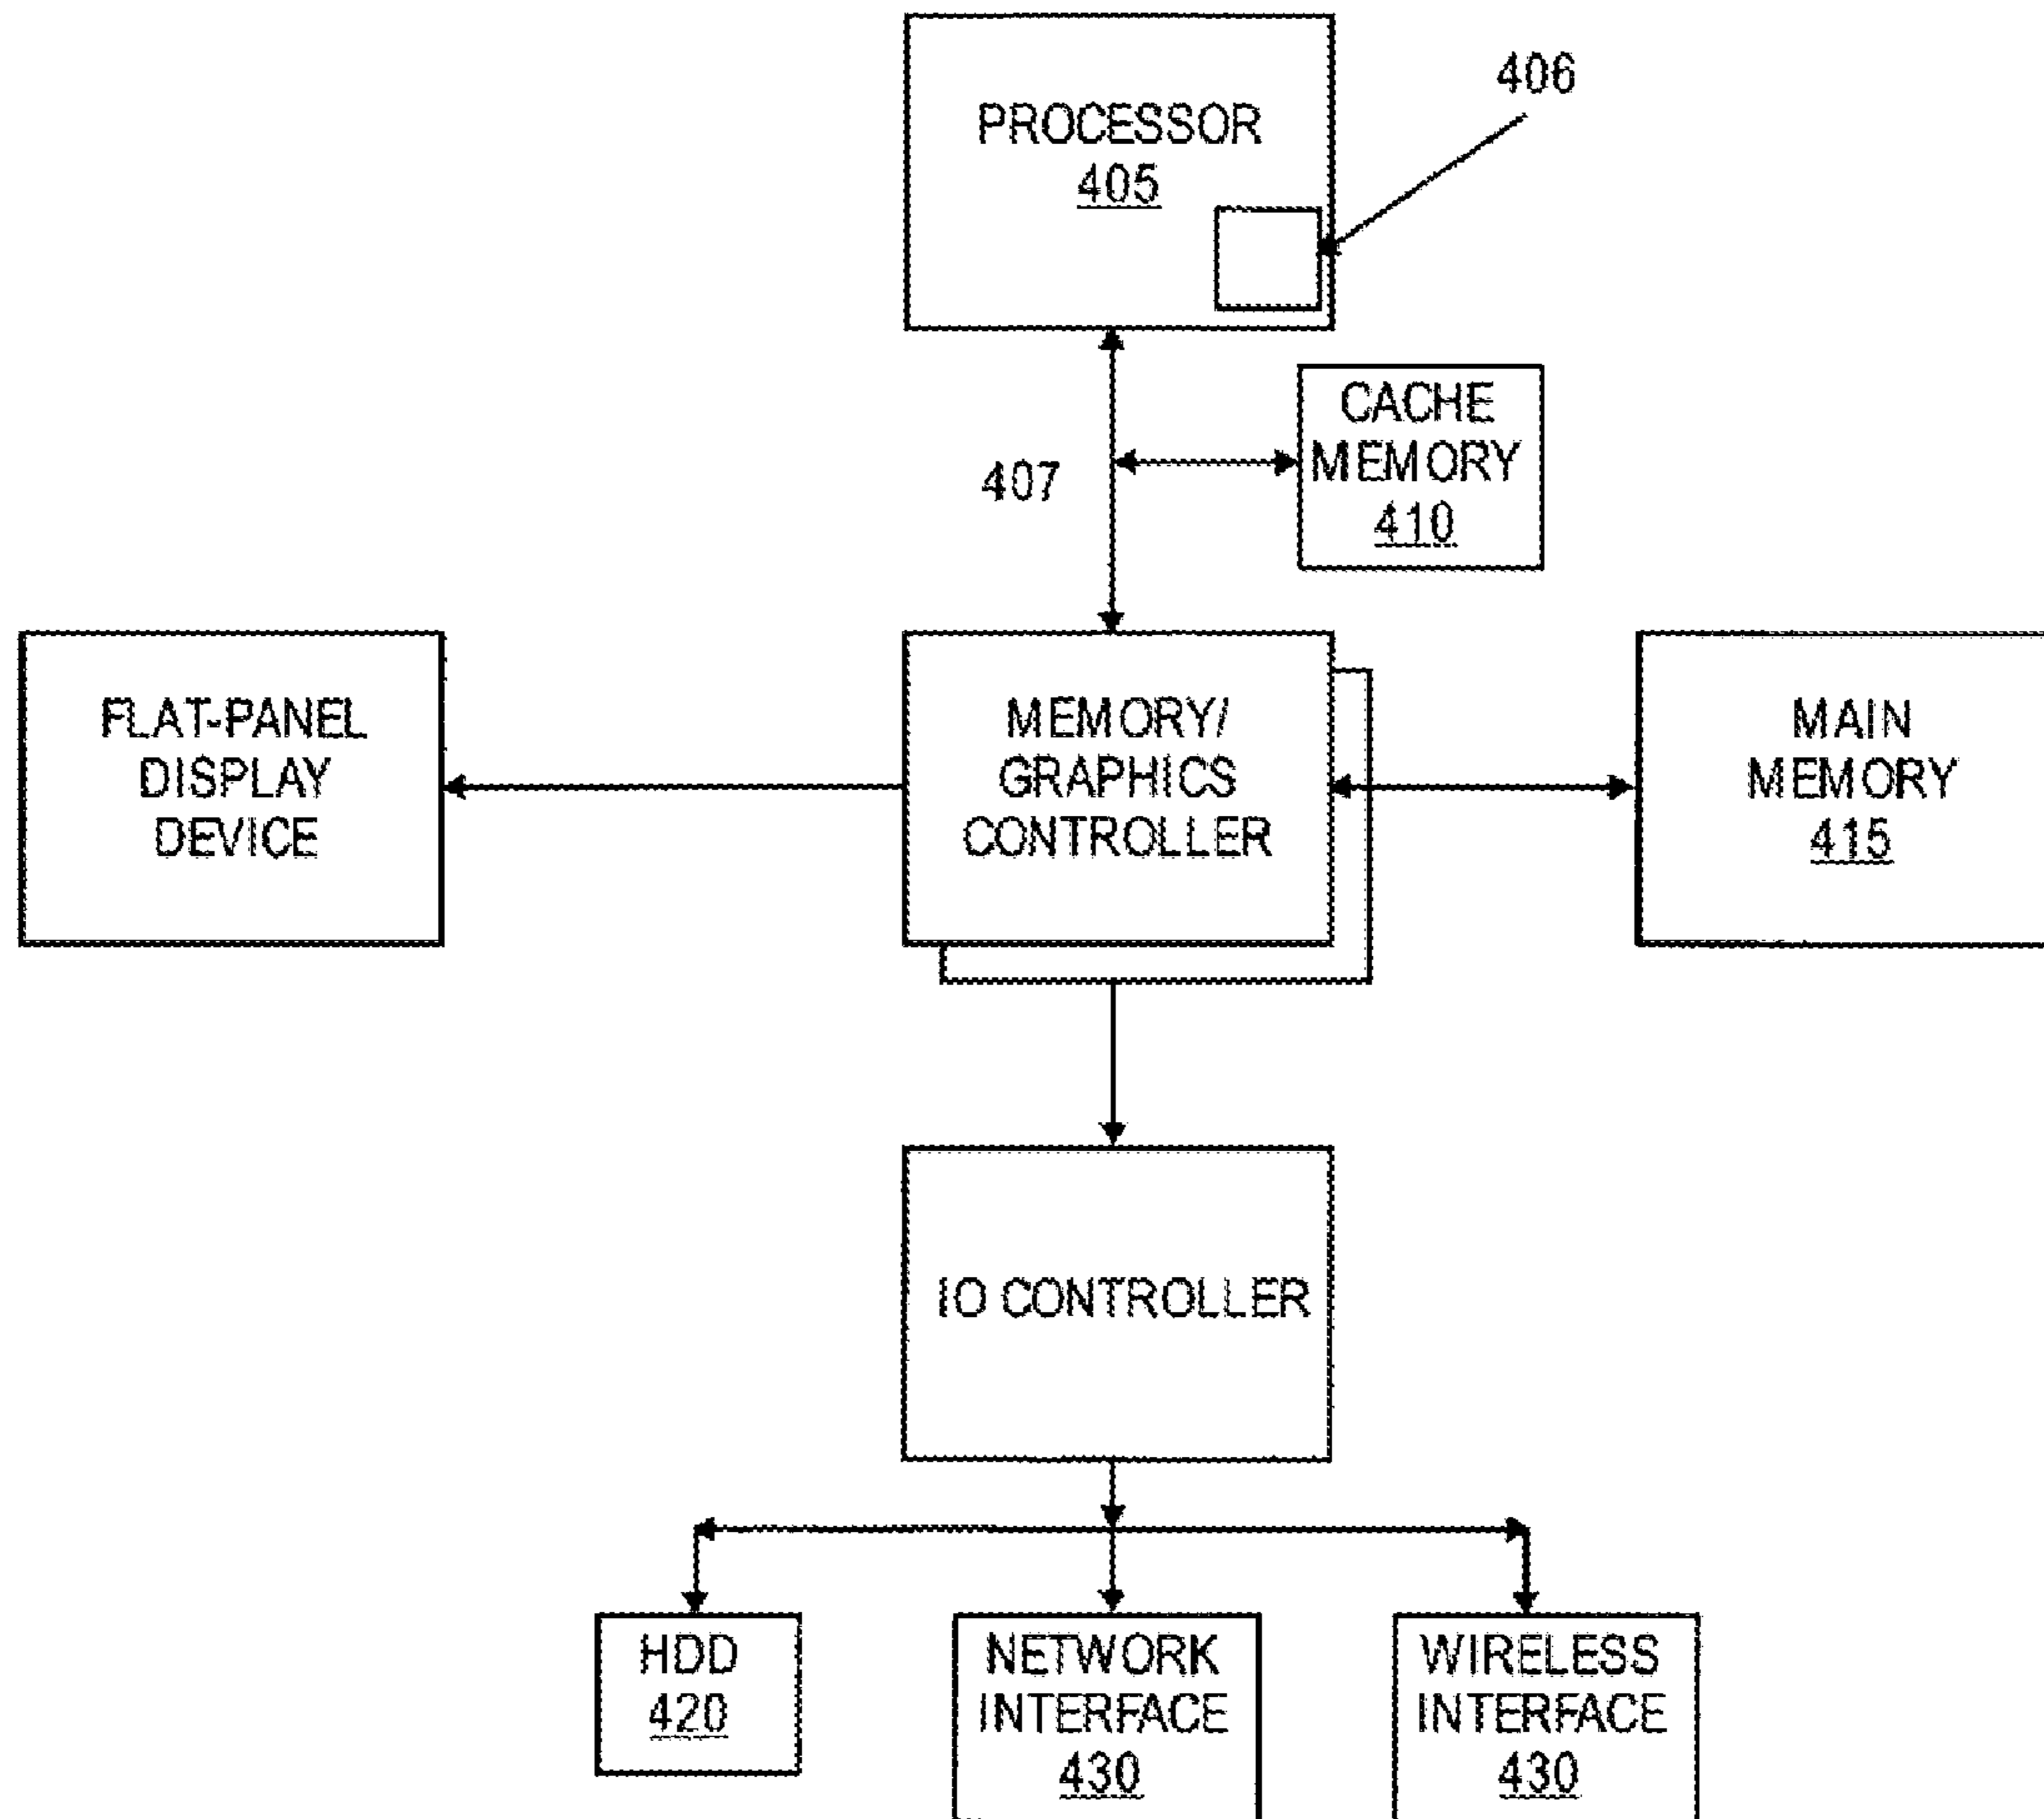 PROCESSOR
405
406
CACHE
MEMORY
410
407
FLAT-PANEL
DISPLAY
DEVICE
MEMORY/
GRAPHICS
CONTROLLER
MAIN
MEMORY
415
IO CONTROLLER
HDD
420
NETWORK
INTERFACE
430
WIRELESS
INTERFACE
430